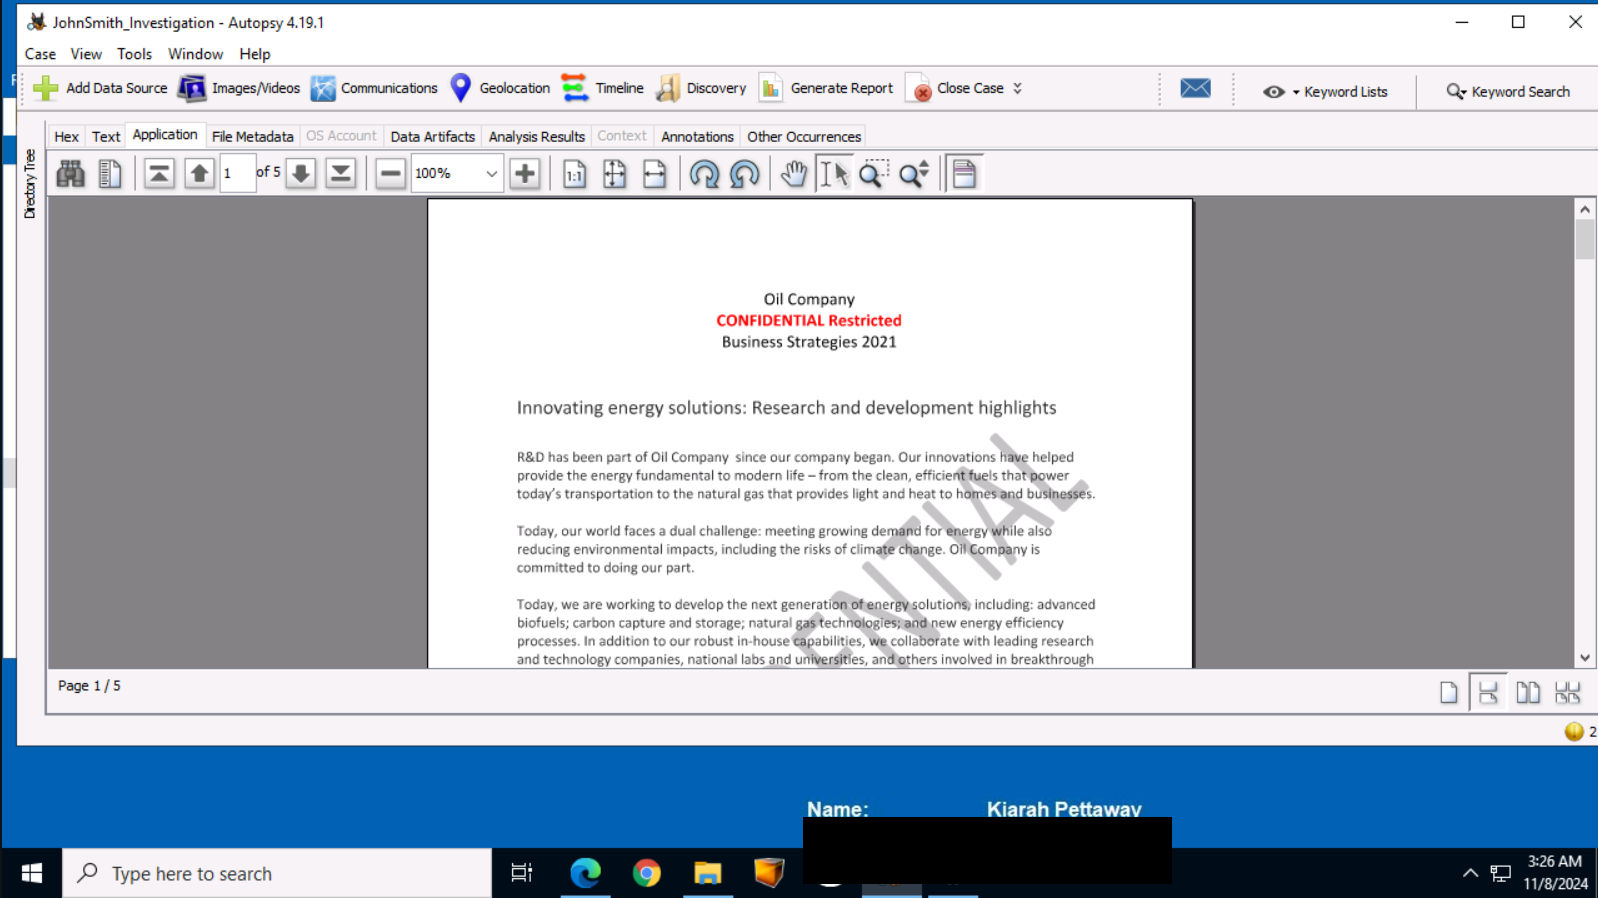 JohnSmith_Investigation - Autopsy 4.19.1
Case View Tools Window Help
Add Data Source Images/Videos Communications Geolocation Timeline Discovery Generate Report Close Case Keyword Lists Keyword Search
Hex Text Application File Metadata OS Account Data Artifacts Analysis Results Context Annotations Other Occurrences
Directory Tree
1 of 5 100% 1:1
Oil Company
CONFIDENTIAL Restricted
Business Strategies 2021
Innovating energy solutions: Research and development highlights
R&D has been part of Oil Company since our company began. Our innovations have helped
provide the energy fundamental to modern life – from the clean, efficient fuels that power
today's transportation to the natural gas that provides light and heat to homes and businesses.
Today, our world faces a dual challenge: meeting growing demand for energy while also
reducing environmental impacts, including the risks of climate change. Oil Company is
committed to doing our part.
Today, we are working to develop the next generation of energy solutions, including: advanced
biofuels; carbon capture and storage; natural gas technologies; and new energy efficiency
processes. In addition to our robust in-house capabilities, we collaborate with leading research
and technology companies, national labs and universities, and others involved in breakthrough
DENTIAL
Page 1 / 5
2
Name: Kiarah Pettaway
Type here to search
3:26 AM
11/8/2024